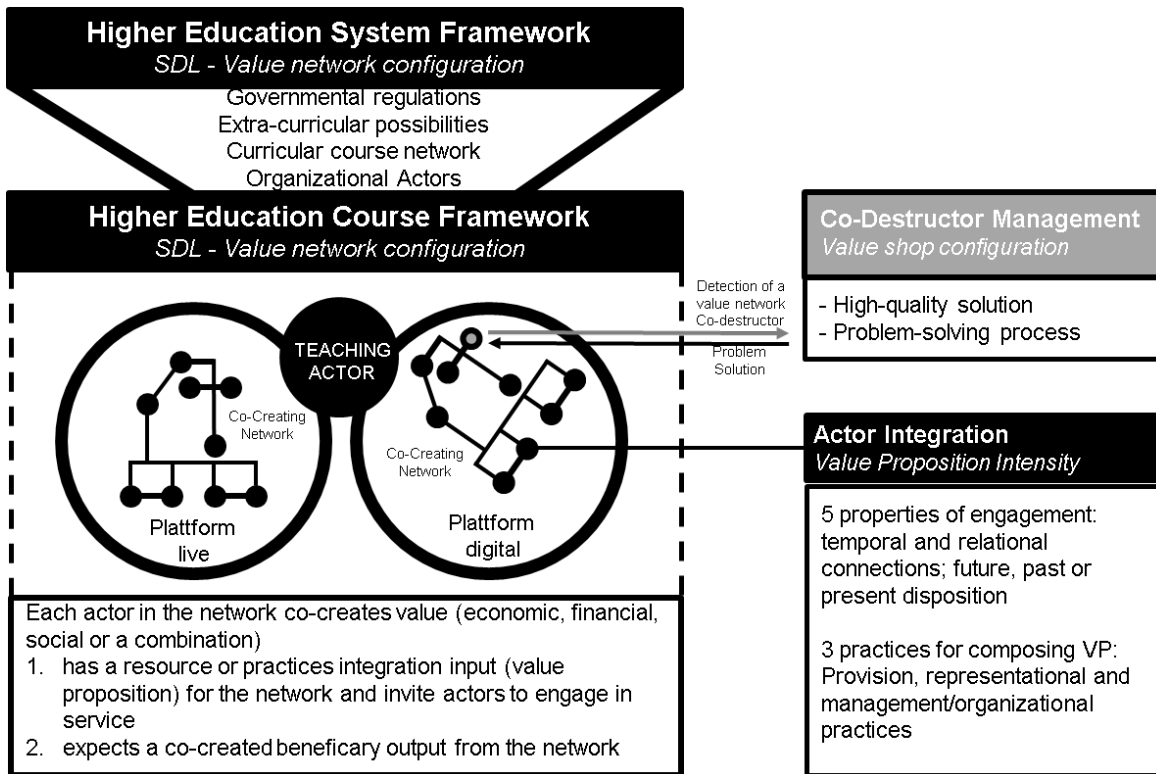 Higher Education System Framework
SDL - Value network configuration
Governmental regulations
Extra-curricular possibilities
Curricular course network
Organizational Actors
Higher Education Course Framework
SDL - Value network configuration
TEACHING
ACTOR
Co-Creating
Network
Plattform
live
Co-Creating
Network
Plattform
digital
Detection of a
value network
Co-destructor
Problem
Solution
Co-Destructor Management
Value shop configuration
- High-quality solution
- Problem-solving process
Actor Integration
Value Proposition Intensity
5 properties of engagement:
temporal and relational
connections; future, past or
present disposition
3 practices for composing VP:
Provision, representational and
management/organizational
practices
Each actor in the network co-creates value (economic, financial,
social or a combination)
1. has a resource or practices integration input (value
proposition) for the network and invite actors to engage in
service
2. expects a co-created beneficary output from the network